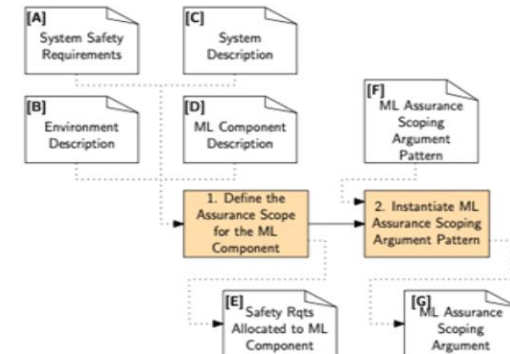 [A]
System Safety
Requirements
[C]
System
Description
[B]
Environment
Description
[D]
ML Component
Description
[F]
ML Assurance
Scoping
Argument
Pattern
1. Define the
Assurance Scope
for the ML
Component
2. Instantiate ML
Assurance Scoping
Argument Pattern
[E]
Safety Rqts
Allocated to ML
Component
[G]
ML Assurance
Scoping
Argument